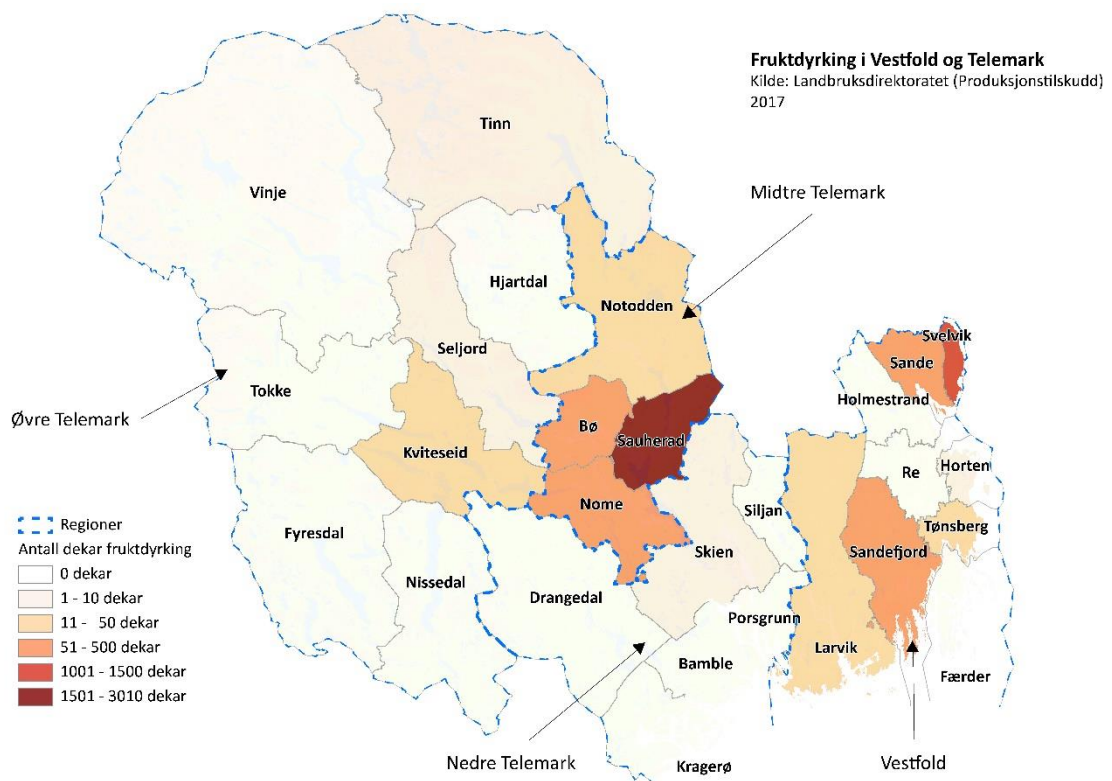 Fruktdyrking i Vestfold og Telemark
Kilde: Landbruksdirektoratet (Produksjonstilskudd)
2017
Tinn
Vinje
Midtre Telemark
Hjartdal
Notodden
Svelvik
Seljord
Sande
Tokke
Holmestrand
Øvre Telemark
Bø
Sauherad
Kviteseid
Re
Horten
Nome
Siljan
Tønsberg
Fyresdal
Skien
Sandefjord
Nissedal
Drangedal
Porsgrunn
Larvik
Bamble
Færder
Nedre Telemark
Kragerø
Vestfold
Regioner
Antall dekar fruktdyrking
0 dekar
1 - 10 dekar
11 - 50 dekar
51 - 500 dekar
1001 - 1500 dekar
1501 - 3010 dekar